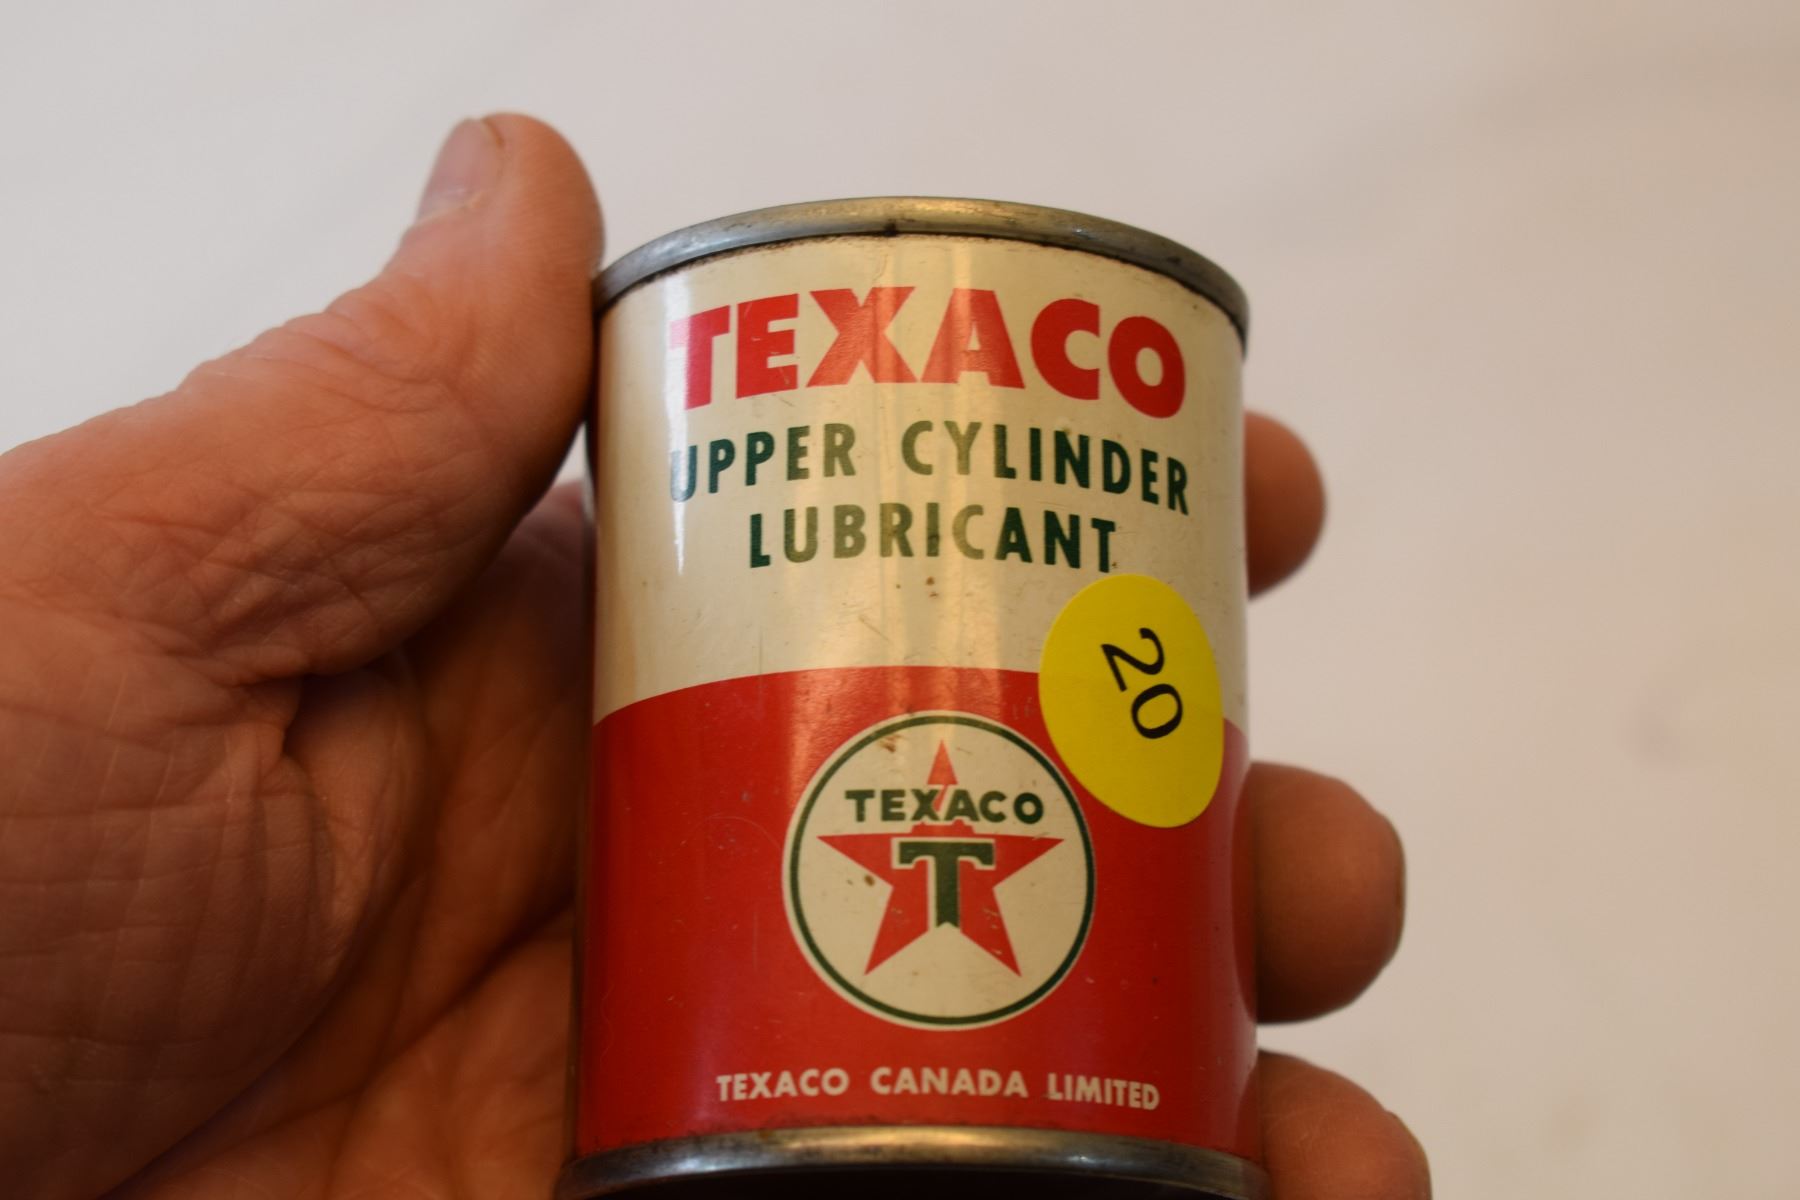 TEXACO
UPPER CYLINDER
LUBRICANT
20
TEXACO
T
TEXACO CANADA LIMITED